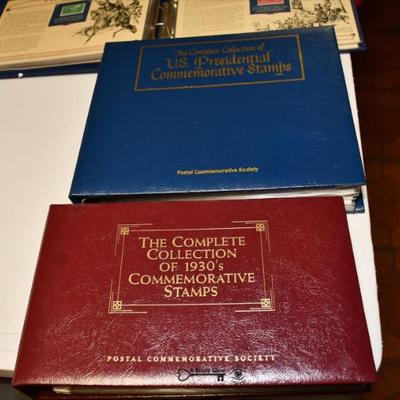 The Complete Collection of
U.S. Presidential
Commemorative Stamps
Postal Commemorative Society
THE COMPLETE
COLLECTION
OF 1930's
COMMEMORATIVE
STAMPS
POSTAL COMMEMORATIVE SOCIETY